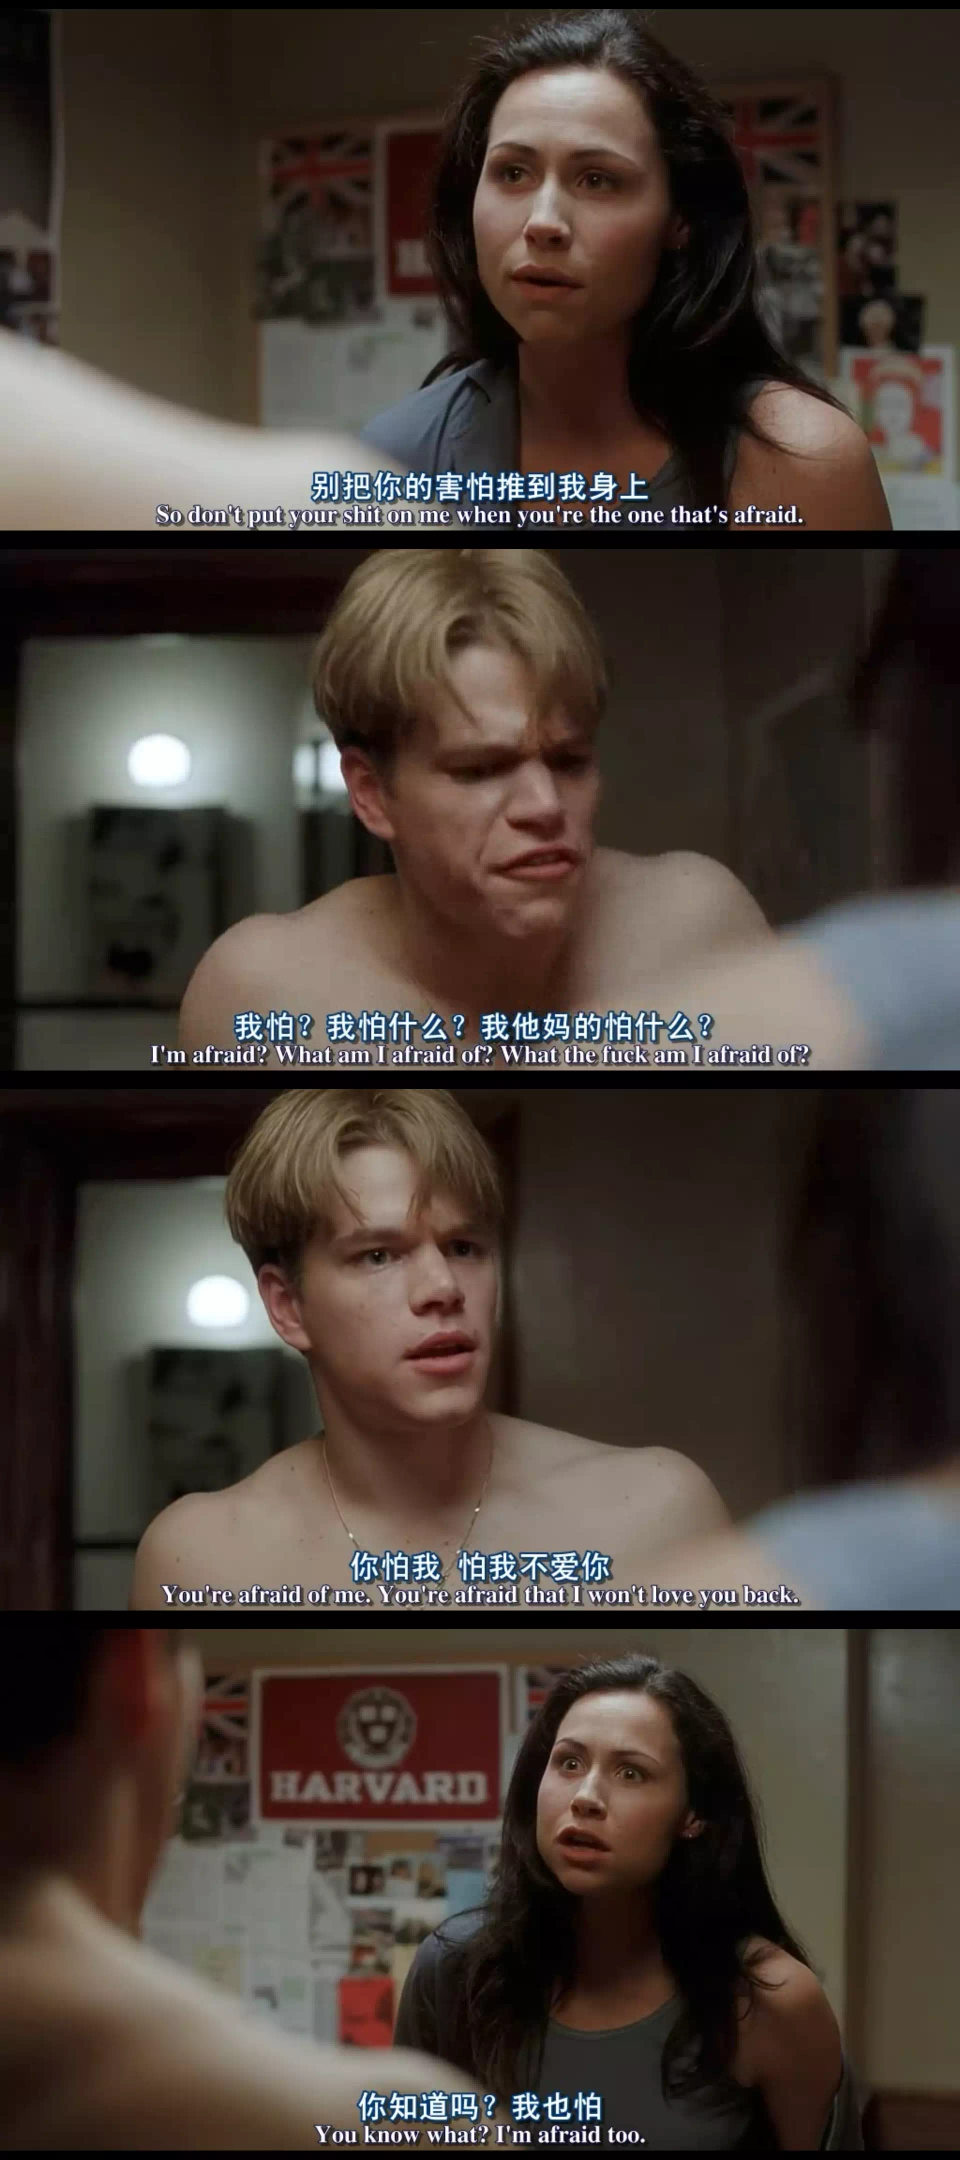 别把你的害怕推到我身上
So don't put your shit on me when you're the one that's afraid.
我怕？我怕什么？我他妈的怕什么？
I'm afraid? What am I afraid of? What the fuck am I afraid of?
你怕我 怕我不爱你
You're afraid of me. You're afraid that I won't love you back.
HARVARD
你知道吗？我也怕
You know what? I'm afraid too.